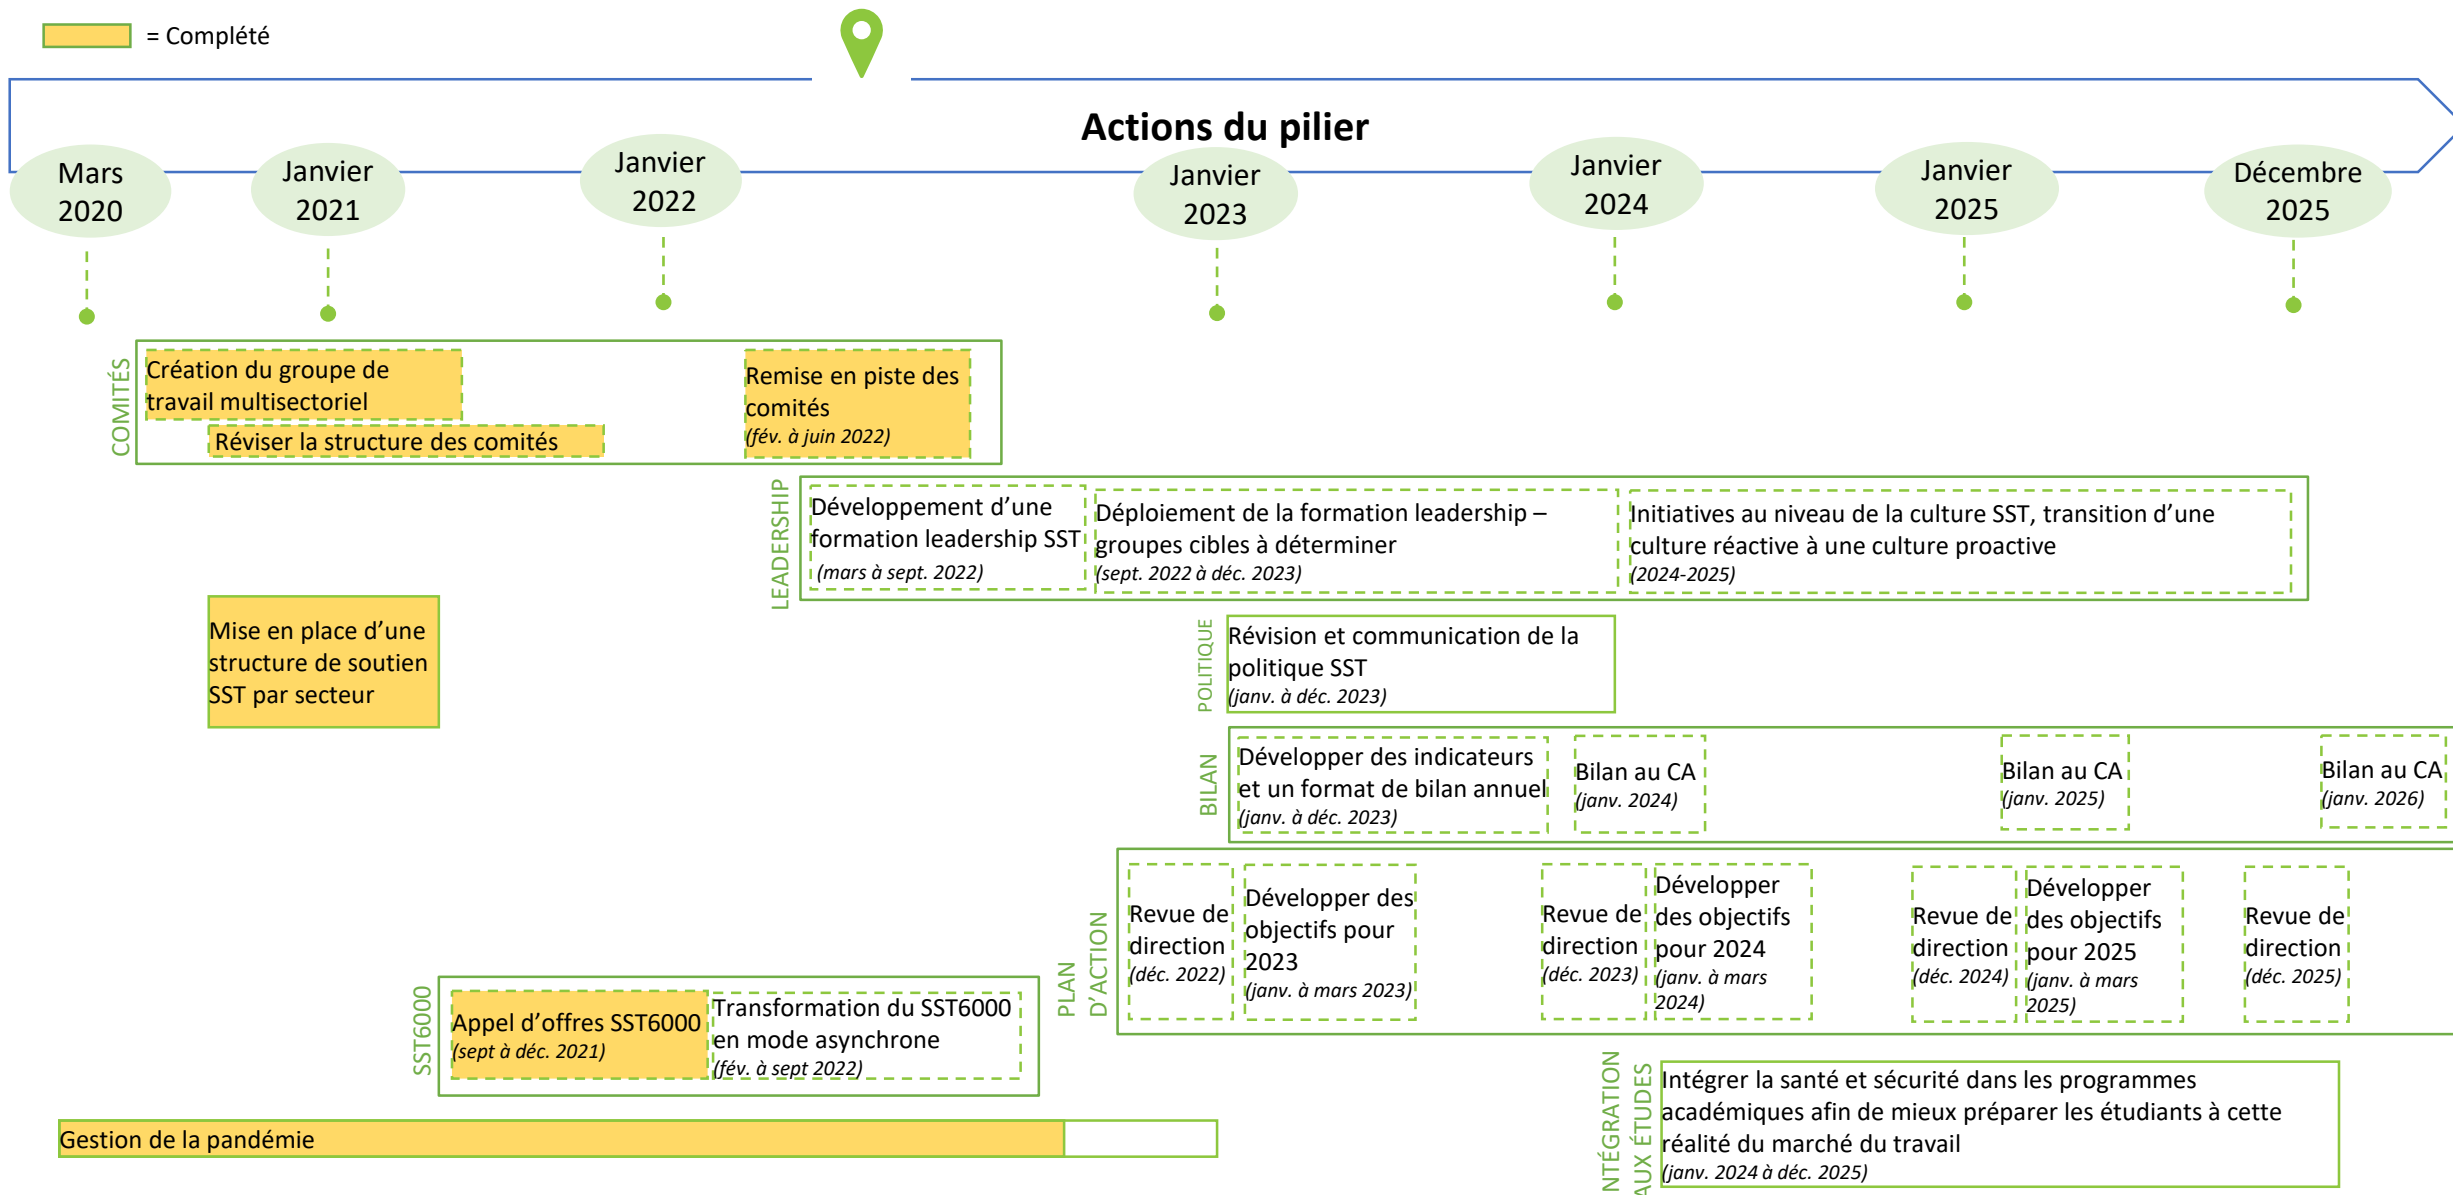 = Complété
Actions du pilier
Mars
2020
Janvier
2021
Janvier
2022
Janvier
2023
Janvier
2024
Janvier
2025
Décembre
2025
COMITÉS
Création du groupe de
travail multisectoriel
Réviser la structure des comités
Remise en piste des
comités
(fév. à juin 2022)
LEADERSHIP
Développement d’une
formation leadership SST
(mars à sept. 2022)
Déploiement de la formation leadership –
groupes cibles à déterminer
(sept. 2022 à déc. 2023)
Initiatives au niveau de la culture SST, transition d’une
culture réactive à une culture proactive
(2024-2025)
Mise en place d’une
structure de soutien
SST par secteur
POLITIQUE
Révision et communication de la
politique SST
(janv. à déc. 2023)
BILAN
Développer des indicateurs
et un format de bilan annuel
(janv. à déc. 2023)
Bilan au CA
(janv. 2024)
Bilan au CA
(janv. 2025)
Bilan au CA
(janv. 2026)
PLAN
D’ACTION
Revue de
direction
(déc. 2022)
Développer des
objectifs pour
2023
(janv. à mars 2023)
Revue de
direction
(déc. 2023)
Développer
des objectifs
pour 2024
(janv. à mars
2024)
Revue de
direction
(déc. 2024)
Développer
des objectifs
pour 2025
(janv. à mars
2025)
Revue de
direction
(déc. 2025)
SST6000
Appel d’offres SST6000
(sept à déc. 2021)
Transformation du SST6000
en mode asynchrone
(fév. à sept 2022)
Gestion de la pandémie
NTÉGRATION
AUX ÉTUDES
Intégrer la santé et sécurité dans les programmes
académiques afin de mieux préparer les étudiants à cette
réalité du marché du travail
(janv. 2024 à déc. 2025)